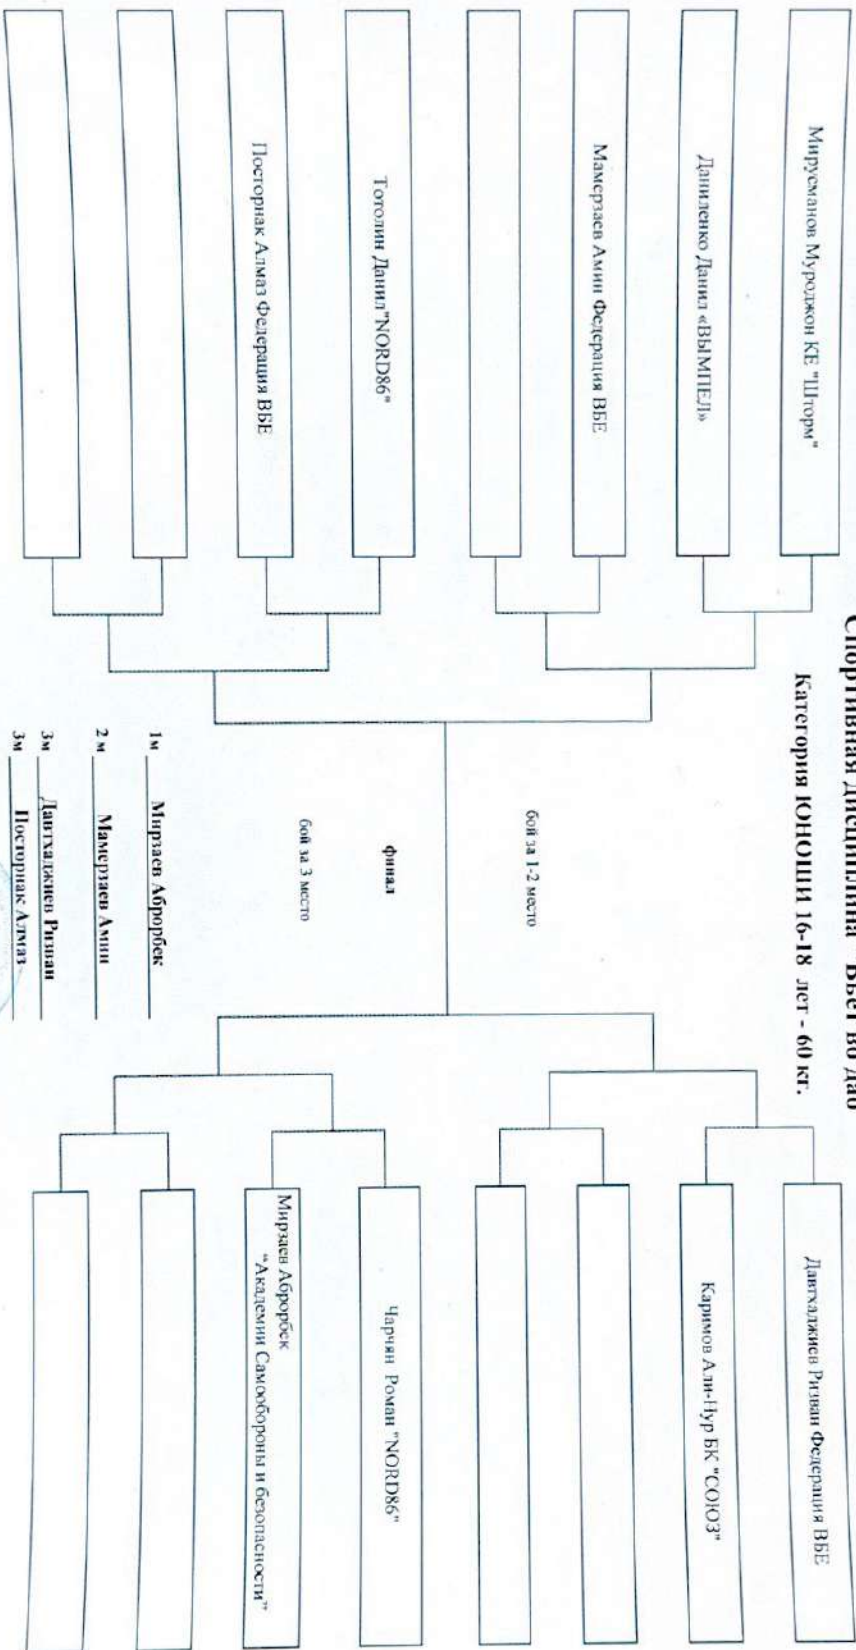 Спортивная дисциплина "Вьет во дао
Категория ЮНОШИ 16-18 лет - 60 кг.
Мирусманов Муроджон КЕ "Шторм"
Даниленко Данил «ВЫМПЕЛ»
Мамерзаев Амин Федерация ВБЕ
Тотолин Данил"NORD86"
Посторнак Алмаз Федерация ВБЕ
бой за 1-2 место
финал
бой за 3 место
1м Мирзаев Аброрбек
2 м Мамерзаев Амин
3м Давтхаджиев Ризван
3м Посторнак Алмаз
Давтхаджиев Ризван Федерация ВБЕ
Каримов Али-Нур БК "СОЮЗ"
Чарчян Роман "NORD86"
Мирзаев Аброрбек
"Академии Самообороны и безопасности"